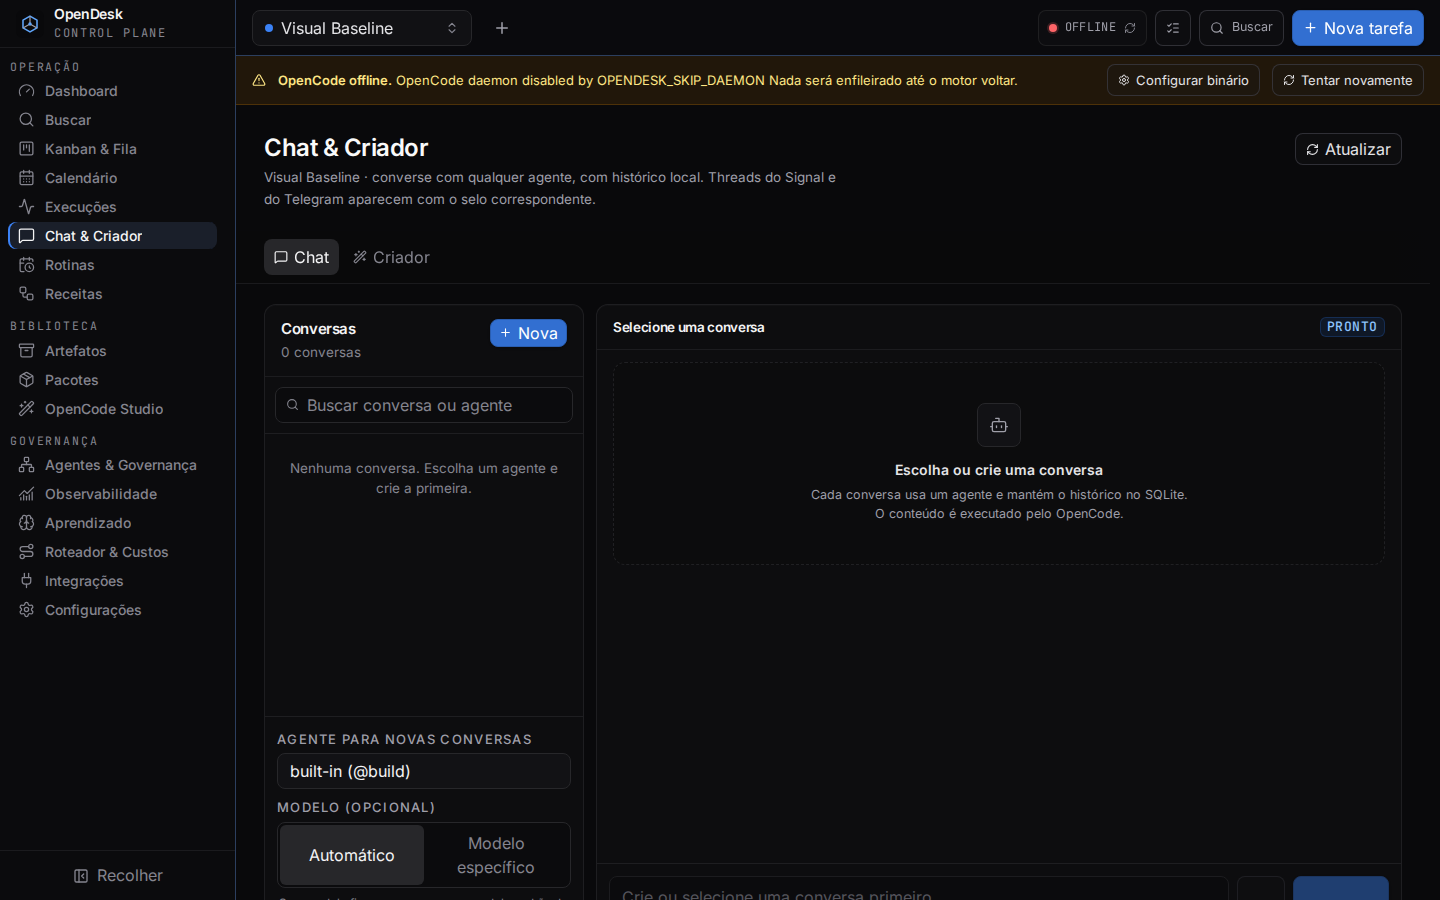 OpenDesk
CONTROL PLANE
OPERAÇÃO
Dashboard
Buscar
Kanban & Fila
Calendário
Execuções
Chat & Criador
Rotinas
Receitas
BIBLIOTECA
Artefatos
Pacotes
OpenCode Studio
GOVERNANÇA
Agentes & Governança
Observabilidade
Aprendizado
Roteador & Custos
Integrações
Configurações
Recolher
Visual Baseline
OFFLINE
Buscar
Nova tarefa
OpenCode offline. OpenCode daemon disabled by OPENDESK_SKIP_DAEMON Nada será enfileirado até o motor voltar.
Configurar binário
Tentar novamente
Chat & Criador
Visual Baseline · converse com qualquer agente, com histórico local. Threads do Signal e
do Telegram aparecem com o selo correspondente.
Atualizar
Chat
Criador
Conversas
0 conversas
Nova
Buscar conversa ou agente
Nenhuma conversa. Escolha um agente e
crie a primeira.
AGENTE PARA NOVAS CONVERSAS
built-in (@build)
MODELO (OPCIONAL)
Automático
Modelo
específico
Selecione uma conversa
PRONTO
Escolha ou crie uma conversa
Cada conversa usa um agente e mantém o histórico no SQLite.
O conteúdo é executado pelo OpenCode.
Crie ou selecione uma conversa primeiro